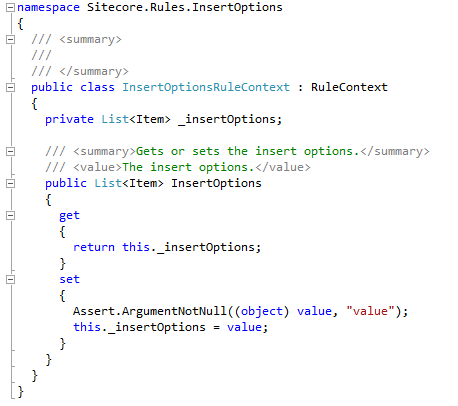 namespace Sitecore.Rules.InsertOptions
{
/// <summary>
///
/// </summary>
public class InsertOptionsRuleContext : RuleContext
{
private List<Item> _insertOptions;
/// <summary>Gets or sets the insert options.</summary>
/// <value>The insert options.</value>
public List<Item> InsertOptions
{
get
{
return this._insertOptions;
}
set
{
Assert.ArgumentNotNull((object) value, "value");
this._insertOptions = value;
}
}
}
}